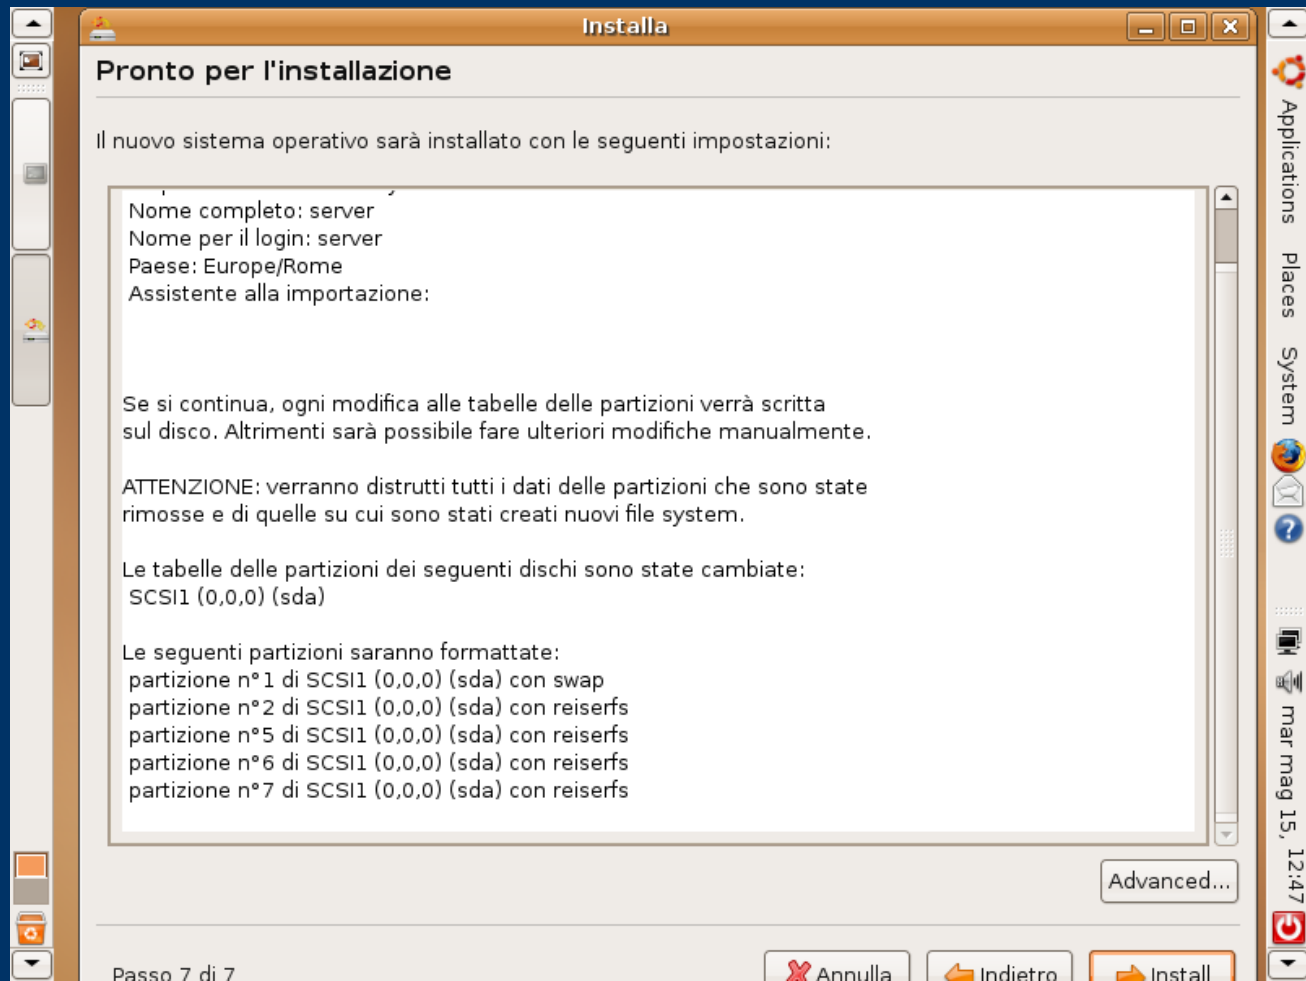 Installa
Pronto per l'installazione
Il nuovo sistema operativo sarà installato con le seguenti impostazioni:
Nome completo: server
Nome per il login: server
Paese: Europe/Rome
Assistente alla importazione:
Se si continua, ogni modifica alle tabelle delle partizioni verrà scritta
sul disco. Altrimenti sarà possibile fare ulteriori modifiche manualmente.
ATTENZIONE: verranno distrutti tutti i dati delle partizioni che sono state
rimosse e di quelle su cui sono stati creati nuovi file system.
Le tabelle delle partizioni dei seguenti dischi sono state cambiate:
SCSI1 (0,0,0) (sda)
Le seguenti partizioni saranno formattate:
partizione n°1 di SCSI1 (0,0,0) (sda) con swap
partizione n°2 di SCSI1 (0,0,0) (sda) con reiserfs
partizione n°5 di SCSI1 (0,0,0) (sda) con reiserfs
partizione n°6 di SCSI1 (0,0,0) (sda) con reiserfs
partizione n°7 di SCSI1 (0,0,0) (sda) con reiserfs
Advanced...
Passo 7 di 7
Annulla
Indietro
Install
Applications
Places
System
mar mag 15, 12:47